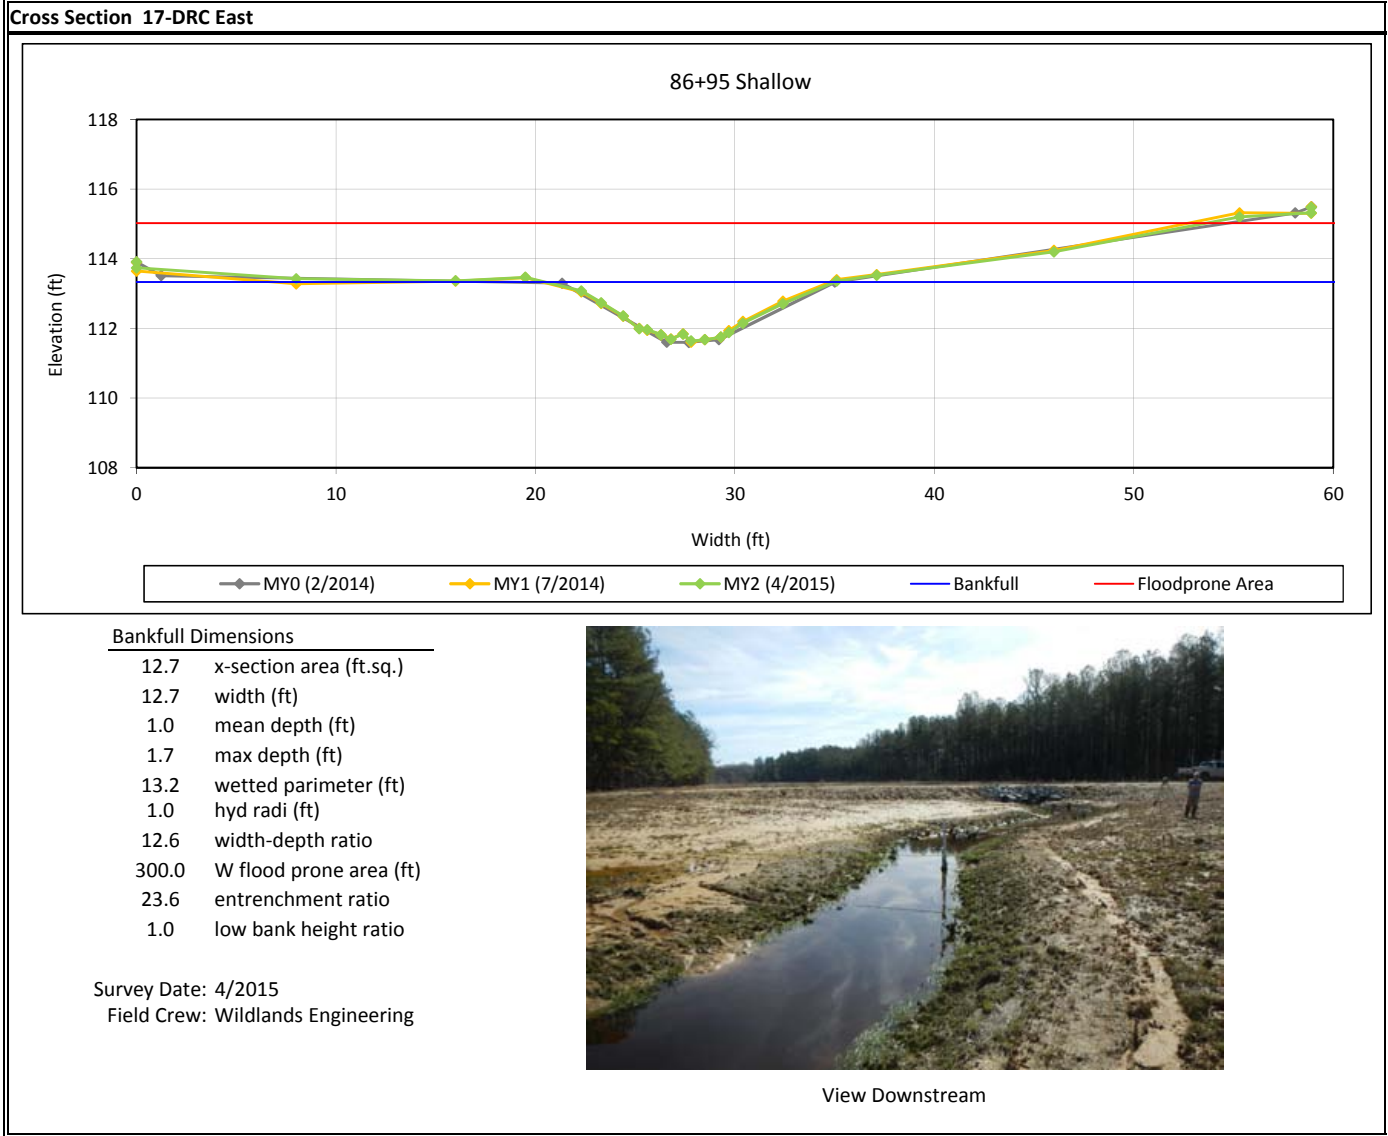 Cross Section  17-DRC East
86+95 Shallow
118
116
114
112
110
108
Elevation (ft)
0 10 20 30 40 50 60
Width (ft)
MY0 (2/2014) MY1 (7/2014) MY2 (4/2015) Bankfull Floodprone Area
Bankfull Dimensions
12.7 x-section area (ft.sq.)
12.7 width (ft)
1.0 mean depth (ft)
1.7 max depth (ft)
13.2 wetted parimeter (ft)
1.0 hyd radi (ft)
12.6 width-depth ratio
300.0 W flood prone area (ft)
23.6 entrenchment ratio
1.0 low bank height ratio
Survey Date: 4/2015
Field Crew: Wildlands Engineering
View Downstream